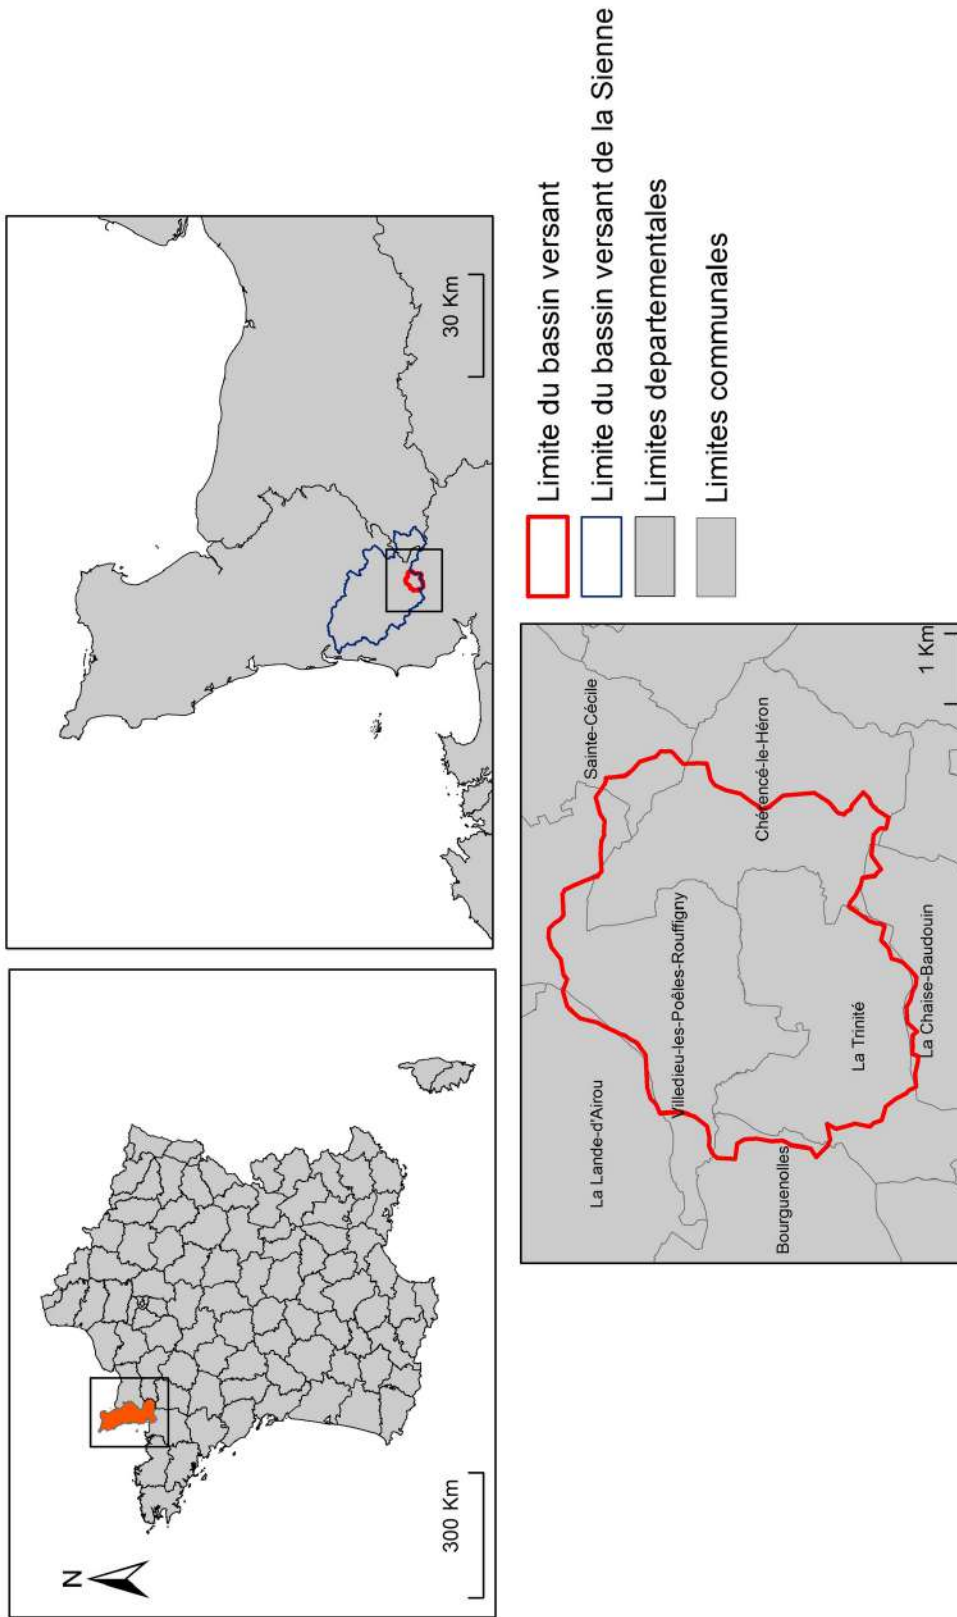 N
300 Km
30 Km
La Lande-d'Airou
Sainte-Cécile
Villedieu-les-Poêles-Rouffigny
Bourguenolles
Chérencé-le-Héron
La Trinité
La Chaise-Baudouin
1 Km
Limite du bassin versant
Limite du bassin versant de la Sienne
Limites departementales
Limites communales